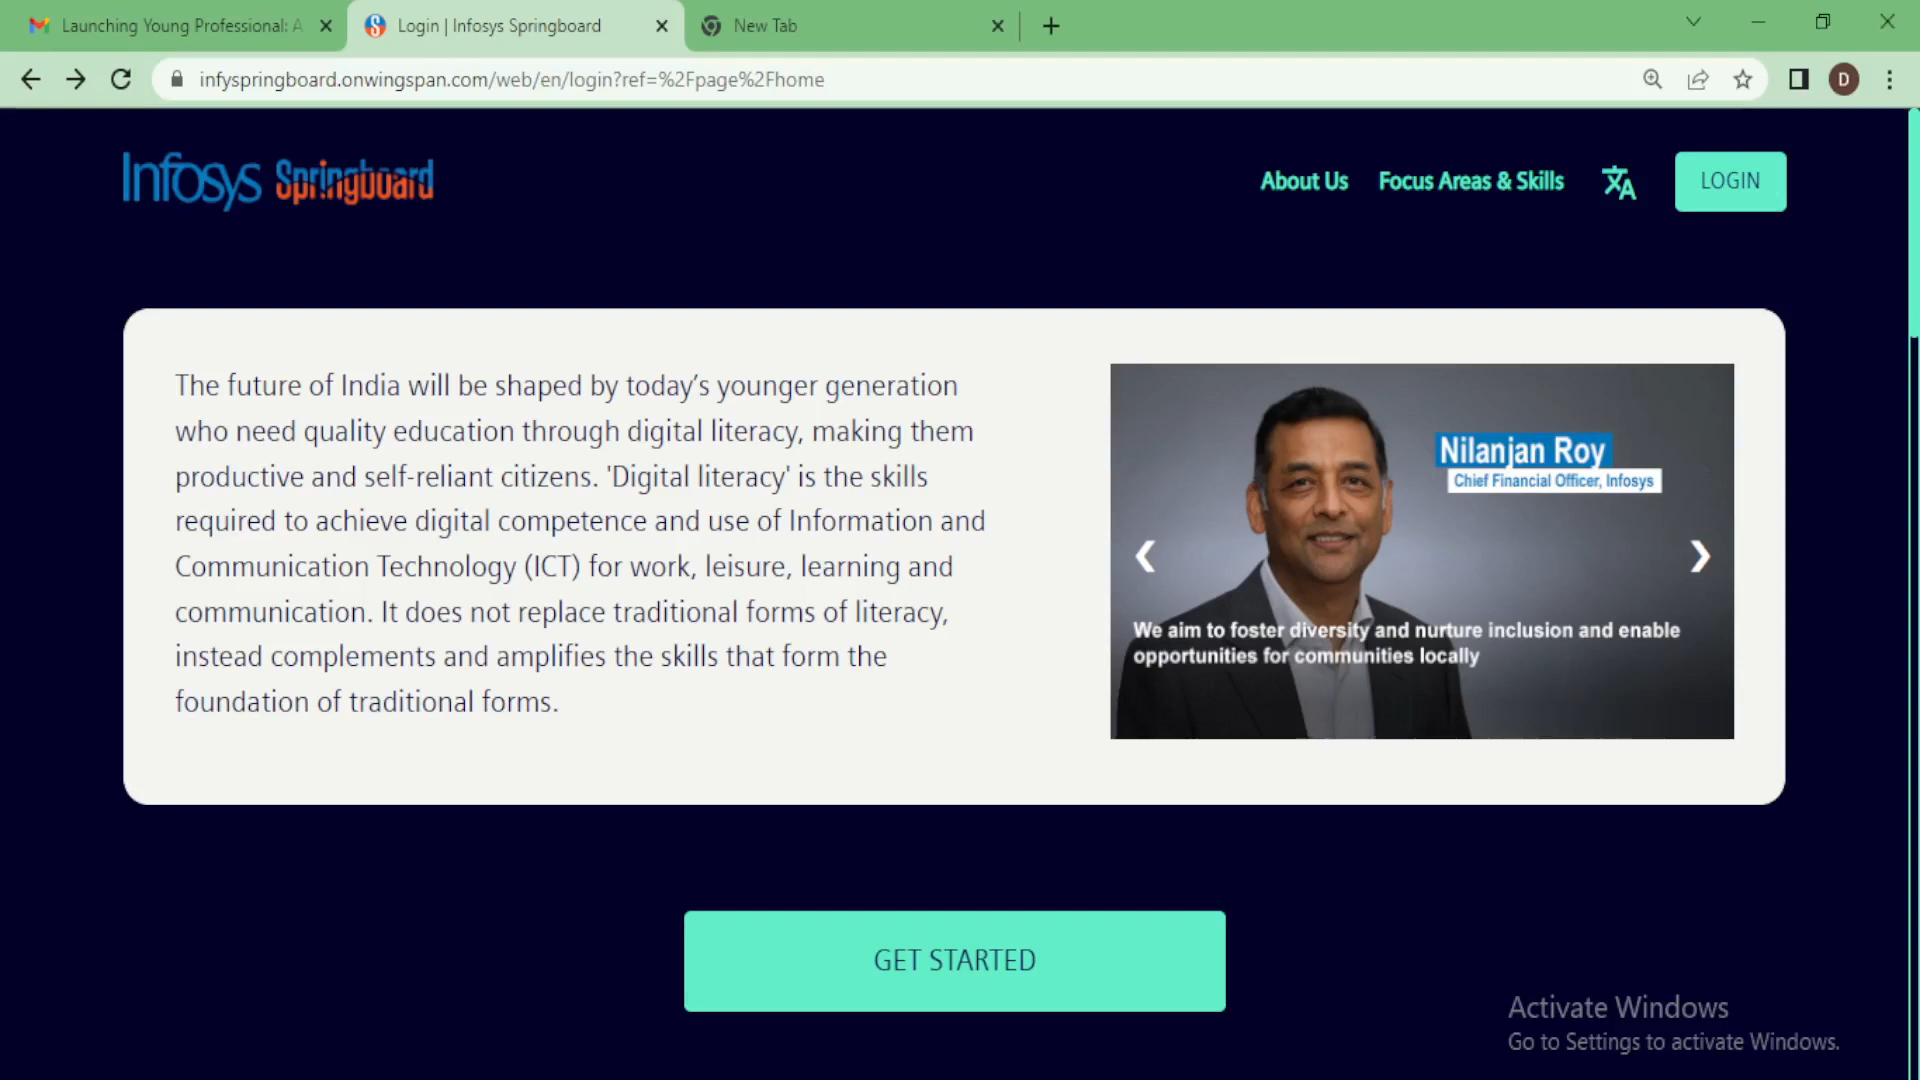 Launching Young Professional: A
Login | Infosys Springboard
New Tab
infyspringboard.onwingspan.com/web/en/login?ref=%2Fpage%2Fhome
D
Infosys Springboard
About Us
Focus Areas & Skills
LOGIN
The future of India will be shaped by today’s younger generation
who need quality education through digital literacy, making them
productive and self-reliant citizens. 'Digital literacy' is the skills
required to achieve digital competence and use of Information and
Communication Technology (ICT) for work, leisure, learning and
communication. It does not replace traditional forms of literacy,
instead complements and amplifies the skills that form the
foundation of traditional forms.
Nilanjan Roy
Chief Financial Officer, Infosys
We aim to foster diversity and nurture inclusion and enable
opportunities for communities locally
GET STARTED
Activate Windows
Go to Settings to activate Windows.